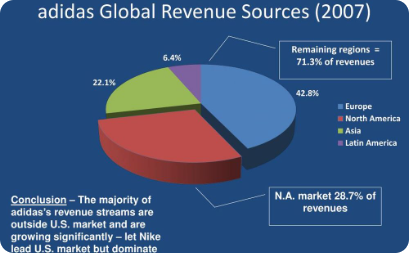 adidas Global Revenue Sources (2007)
Remaining regions =
71.3% of revenues
6.4%
22.1%
42.8%
Europe
North America
Asia
Latin America
N.A. market 28.7% of
revenues
Conclusion – The majority of
adidas's revenue streams are
outside U.S. market and are
growing significantly – let Nike
lead U.S. market but dominate